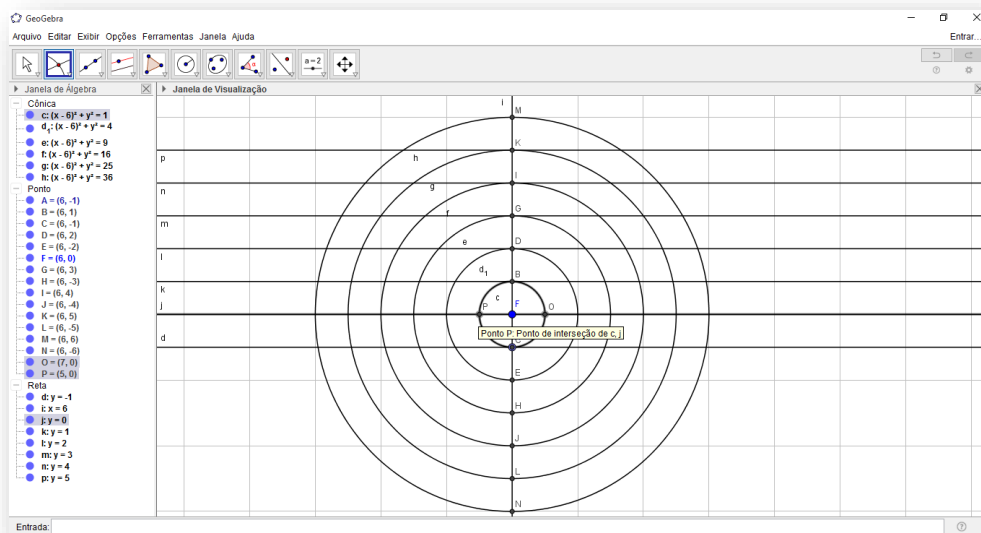 GeoGebra
Arquivo Editar Exibir Opções Ferramentas Janela Ajuda
Entrar...
a = 2
Janela de Álgebra
Janela de Visualização
Cônica
c: (x - 6)² + y² = 1
d₁: (x - 6)² + y² = 4
e: (x - 6)² + y² = 9
f: (x - 6)² + y² = 16
g: (x - 6)² + y² = 25
h: (x - 6)² + y² = 36
Ponto
A = (6, -1)
B = (6, 1)
C = (6, -1)
D = (6, 2)
E = (6, -2)
F = (6, 0)
G = (6, 3)
H = (6, -3)
I = (6, 4)
J = (6, -4)
K = (6, 5)
L = (6, -5)
M = (6, 6)
N = (6, -6)
O = (7, 0)
P = (5, 0)
Reta
d: y = -1
i: x = 6
j: y = 0
k: y = 1
l: y = 2
m: y = 3
n: y = 4
p: y = 5
i
M
K
p
h
I
n
g
G
f
m
e
D
l
d₁
B
k
c
F
j
P
O
Ponto P: Ponto de interseção de c, j
d
C
E
H
J
L
N
Entrada: